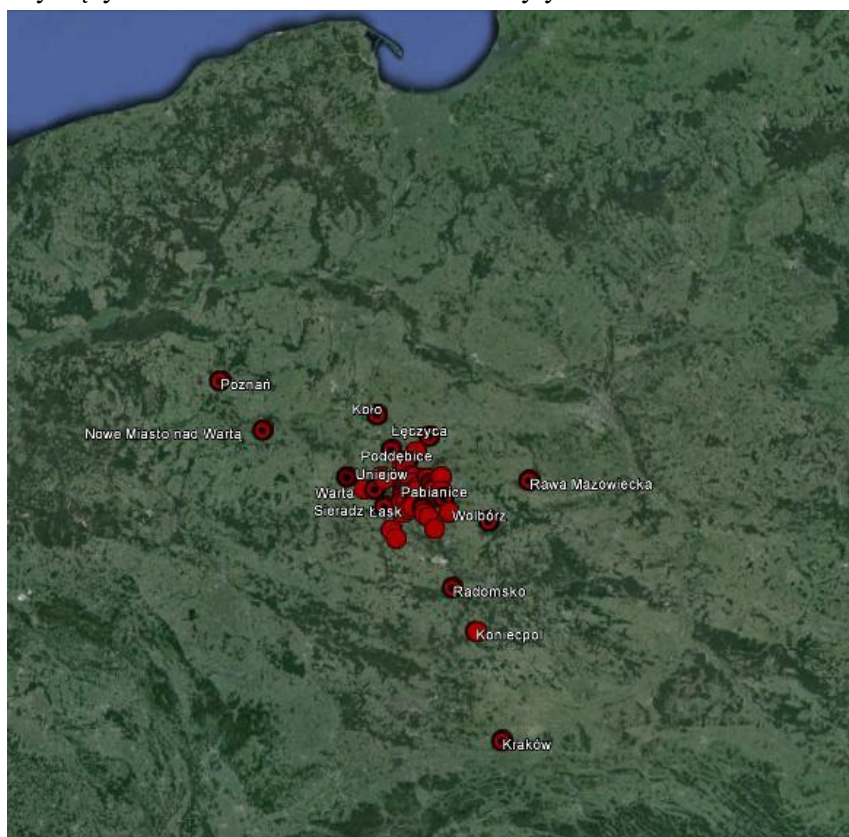 Poznań
Koło
Nowe Miasto nad Wartą
Łęczyca
Poddębice
Uniejów
Warta
Pabianice
Rawa Mazowiecka
Sieradz
Łask
Wolbórz
Radomsko
Koniecpol
Kraków